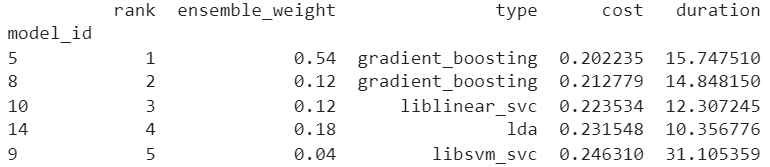 rank ensemble_weight type cost duration
model_id
5 1 0.54 gradient_boosting 0.202235 15.747510
8 2 0.12 gradient_boosting 0.212779 14.848150
10 3 0.12 liblinear_svc 0.223534 12.307245
14 4 0.18 lda 0.231548 10.356776
9 5 0.04 libsvm_svc 0.246310 31.105359